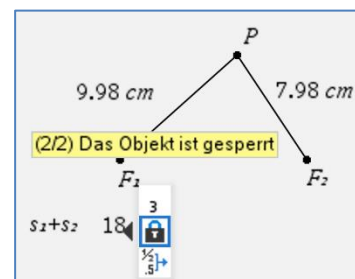 P
9.98 cm
7.98 cm
(2/2) Das Objekt ist gesperrt
F₁
F₂
3
s₁+s₂ 18
½
.5